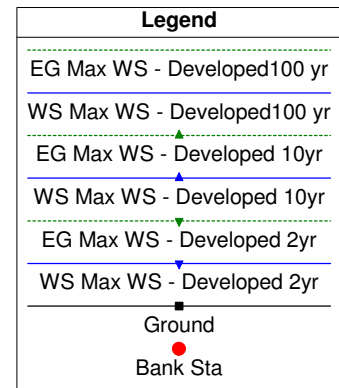 Legend
EG Max WS - Developed100 yr
WS Max WS - Developed100 yr
EG Max WS - Developed 10yr
WS Max WS - Developed 10yr
EG Max WS - Developed 2yr
WS Max WS - Developed 2yr
Ground
Bank Sta